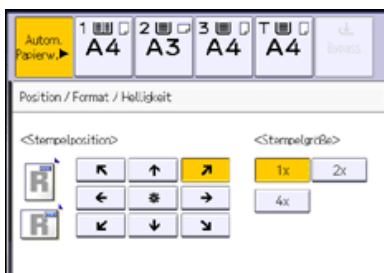 Autom. Papierw.▶
1 A4
2 A3
3 A4
T A4
Bypass
Position / Format / Helligkeit
<Stempelposition>
<Stempelgröße>
R
R
1x 2x
4x